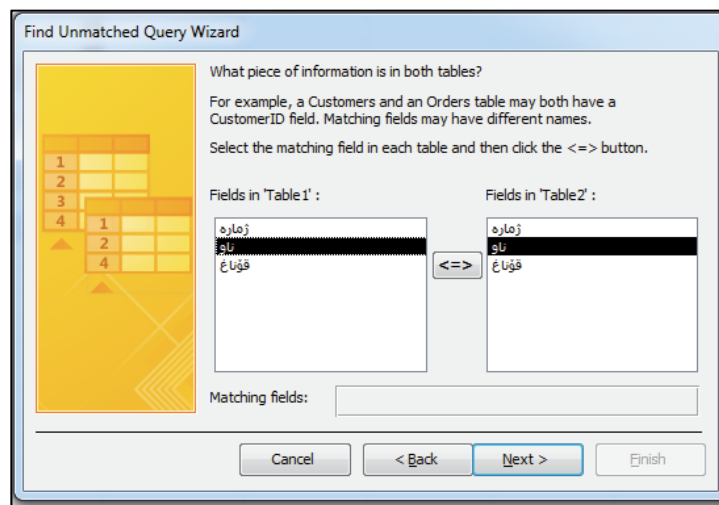 Find Unmatched Query Wizard
What piece of information is in both tables?
For example, a Customers and an Orders table may both have a
CustomerID field. Matching fields may have different names.
Select the matching field in each table and then click the <=> button.
1
2
3
4
1
2
4
Fields in 'Table1' :
Fields in 'Table2' :
ژماره
ناو
قۆناغ
<=>
ژماره
ناو
قۆناغ
Matching fields:
Cancel
< Back
Next >
Finish